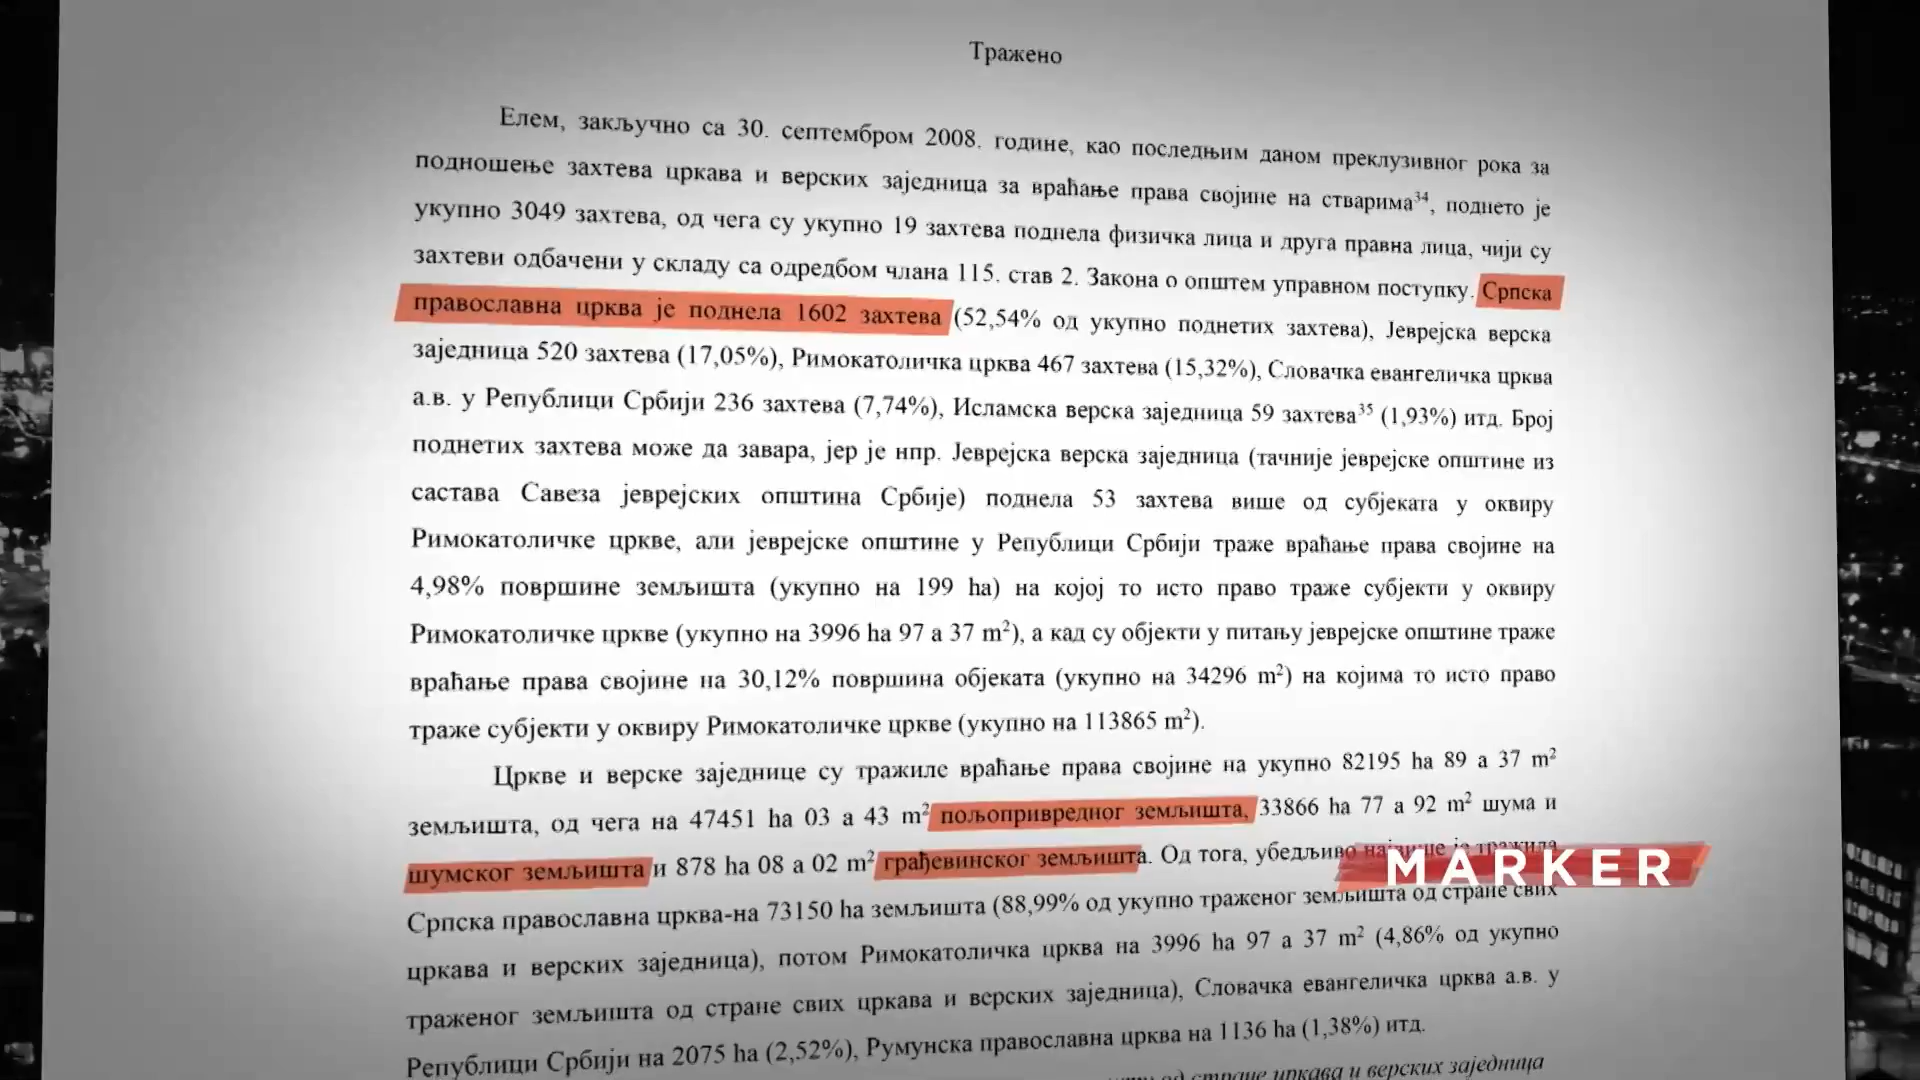 Тражено
Елем, закључно са 30. септембром 2008. године, као последњим даном преклузивног рока за
подношење захтева цркава и верских заједница за враћање права својине на стварима³⁴, поднето је
укупно 3049 захтева, од чега су укупно 19 захтева поднела физичка лица и друга правна лица, чији су
захтеви одбачени у складу са одредбом члана 115. став 2. Закона о општем управном поступку. Српска
православна црква је поднела 1602 захтева (52,54% од укупно поднетих захтева), Јеврејска верска
заједница 520 захтева (17,05%), Римокатоличка црква 467 захтева (15,32%), Словачка евангеличка црква
а.в. у Републици Србији 236 захтева (7,74%), Исламска верска заједница 59 захтева³⁵ (1,93%) итд. Број
поднетих захтева може да завара, јер је нпр. Јеврејска верска заједница (тачније јеврејске општине из
састава Савеза јеврејских општина Србије) поднела 53 захтева више од субјеката у оквиру
Римокатоличке цркве, али јеврејске општине у Републици Србији траже враћање права својине на
4,98% површине земљишта (укупно на 199 ha) на којој то исто право траже субјекти у оквиру
Римокатоличке цркве (укупно на 3996 ha 97 a 37 m²), а кад су објекти у питању јеврејске општине траже
враћање права својине на 30,12% површина објеката (укупно на 34296 m²) на којима то исто право
траже субјекти у оквиру Римокатоличке цркве (укупно на 113865 m²).
Цркве и верске заједнице су тражиле враћање права својине на укупно 82195 ha 89 a 37 m²
земљишта, од чега на 47451 ha 03 a 43 m² пољопривредног земљишта, 33866 ha 77 a 92 m² шума и
шумског земљишта и 878 ha 08 a 02 m² грађевинског земљишта. Од тога, убедљиво највише је тражила
MARKER
Српска православна црква-на 73150 ha земљишта (88,99% од укупно траженог земљишта од стране свих
цркава и верских заједница), потом Римокатоличка црква на 3996 ha 97 a 37 m² (4,86% од укупно
траженог земљишта од стране свих цркава и верских заједница), Словачка евангеличка црква а.в. у
Републици Србији на 2075 ha (2,52%), Румунска православна црква на 1136 ha (1,38%) итд.
од стране цркава и верских заједница